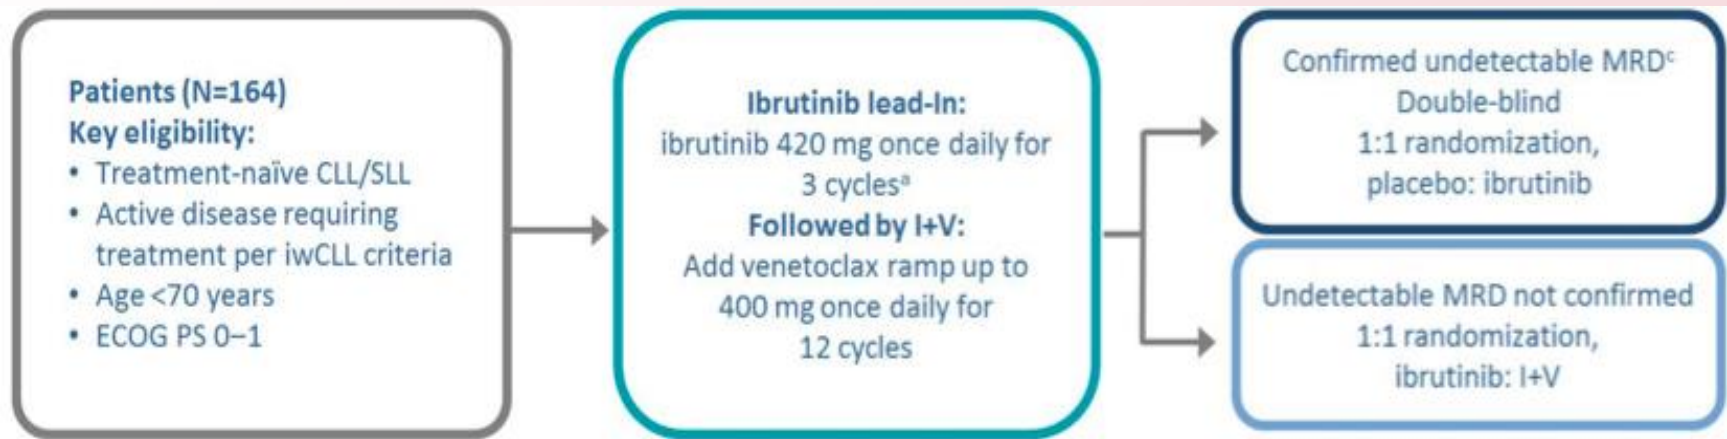 Patients (N=164)
Key eligibility:
• Treatment-naïve CLL/SLL
• Active disease requiring
treatment per iwCLL criteria
• Age <70 years
• ECOG PS 0–1
Ibrutinib lead-In:
ibrutinib 420 mg once daily for
3 cyclesᵃ
Followed by I+V:
Add venetoclax ramp up to
400 mg once daily for
12 cycles
Confirmed undetectable MRDᶜ
Double-blind
1:1 randomization,
placebo: ibrutinib
Undetectable MRD not confirmed
1:1 randomization,
ibrutinib: I+V